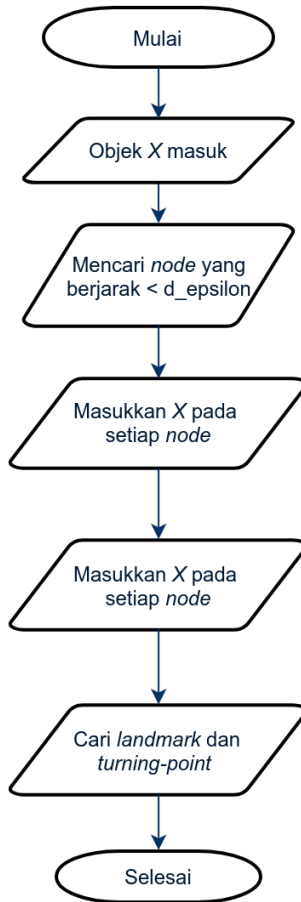 Mulai
Objek X masuk
Mencari node yang
berjarak < d_epsilon
Masukkan X pada
setiap node
Masukkan X pada
setiap node
Cari landmark dan
turning-point
Selesai